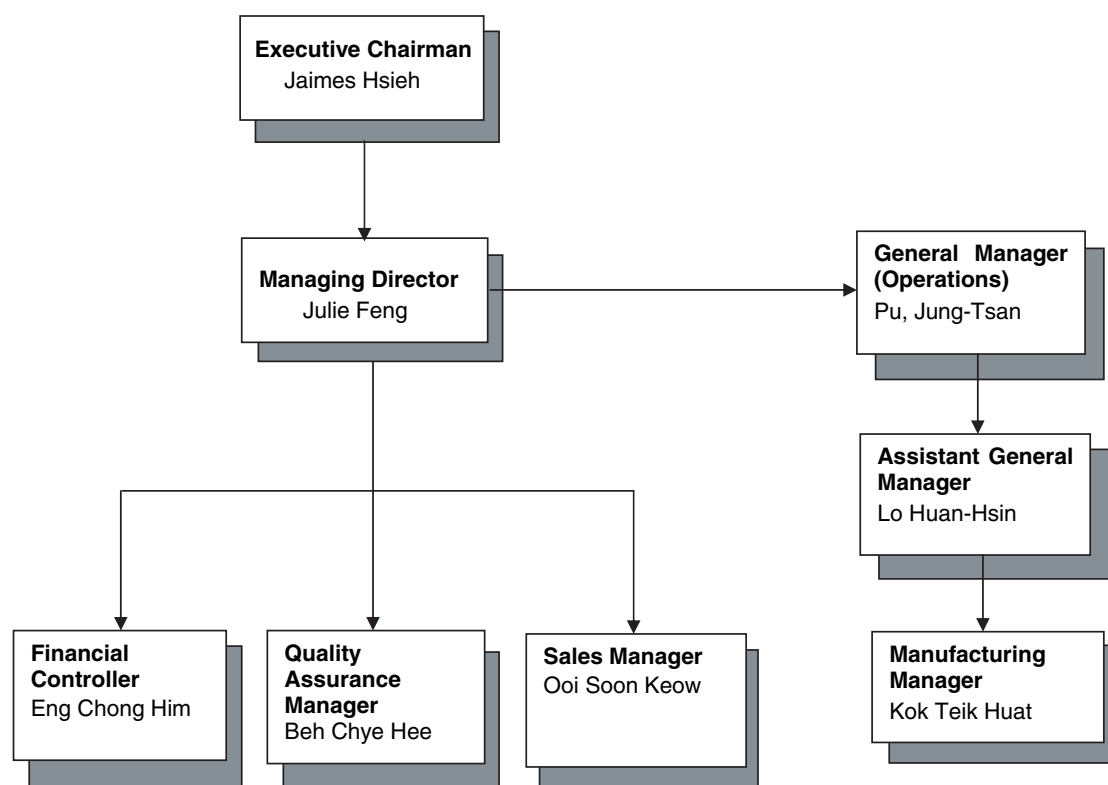 Executive Chairman
Jaimes Hsieh
Managing Director
Julie Feng
General Manager
(Operations)
Pu, Jung-Tsan
Assistant General
Manager
Lo Huan-Hsin
Financial
Controller
Eng Chong Him
Quality
Assurance
Manager
Beh Chye Hee
Sales Manager
Ooi Soon Keow
Manufacturing
Manager
Kok Teik Huat